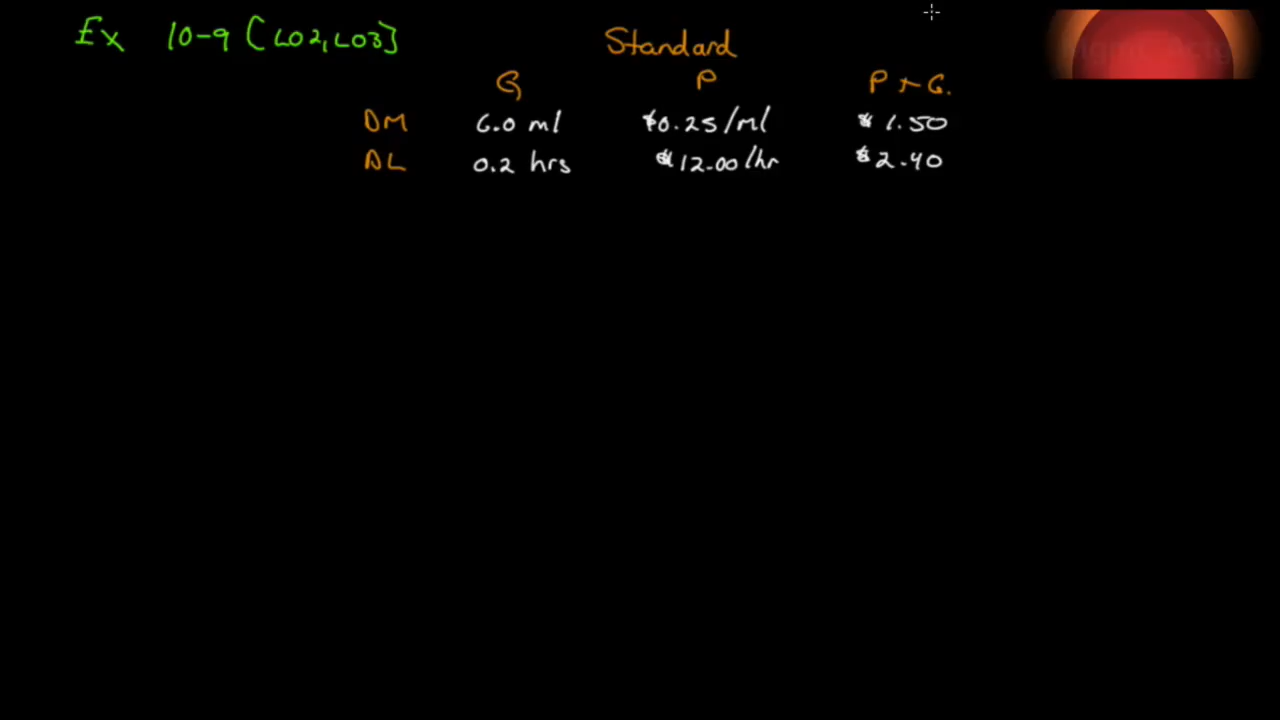 Ex 10-9 (LO2, LO3]
Standard
Q P P × Q.
DM 6.0 ml $0.25/ml $1.50
DL 0.2 hrs $12.00/hr $2.40